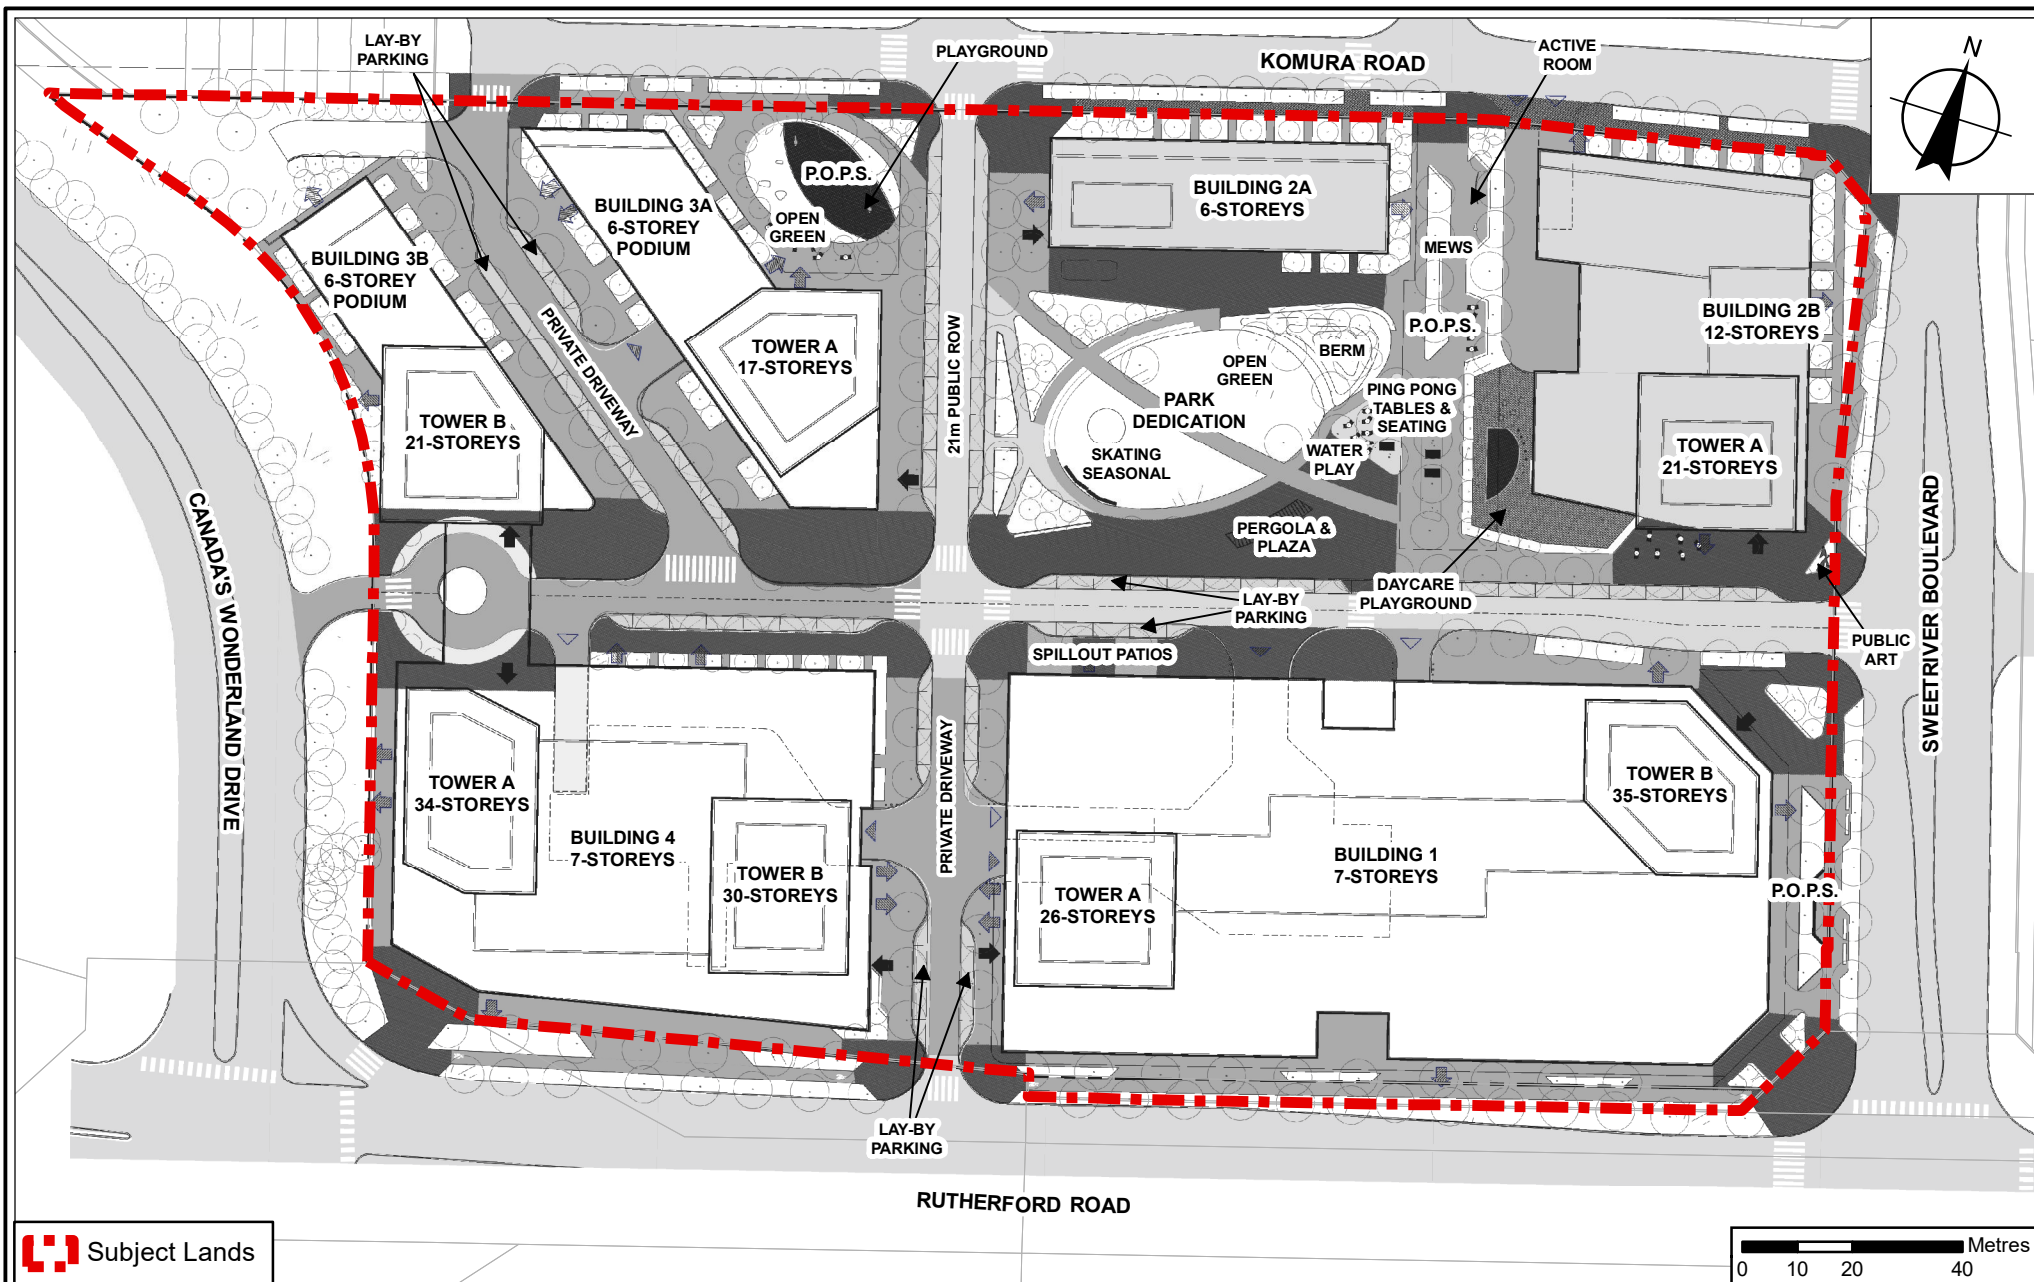 LAY-BY
PARKING
PLAYGROUND
KOMURA ROAD
ACTIVE
ROOM
N
P.O.P.S.
BUILDING 3A
6-STOREY
PODIUM
OPEN
GREEN
BUILDING 2A
6-STOREYS
MEWS
BUILDING 3B
6-STOREY
PODIUM
PRIVATE DRIVEWAY
TOWER A
17-STOREYS
21m PUBLIC ROW
P.O.P.S.
BUILDING 2B
12-STOREYS
OPEN
GREEN
BERM
PARK
DEDICATION
PING PONG
TABLES &
SEATING
TOWER B
21-STOREYS
SKATING
SEASONAL
WATER
PLAY
TOWER A
21-STOREYS
CANADA'S WONDERLAND DRIVE
PERGOLA &
PLAZA
SWEETRIVER BOULEVARD
LAY-BY
PARKING
DAYCARE
PLAYGROUND
PUBLIC
ART
SPILLOUT PATIOS
TOWER A
34-STOREYS
BUILDING 4
7-STOREYS
TOWER B
30-STOREYS
PRIVATE DRIVEWAY
TOWER A
26-STOREYS
BUILDING 1
7-STOREYS
TOWER B
35-STOREYS
P.O.P.S.
LAY-BY
PARKING
RUTHERFORD ROAD
Subject Lands
Metres
0 10 20 40